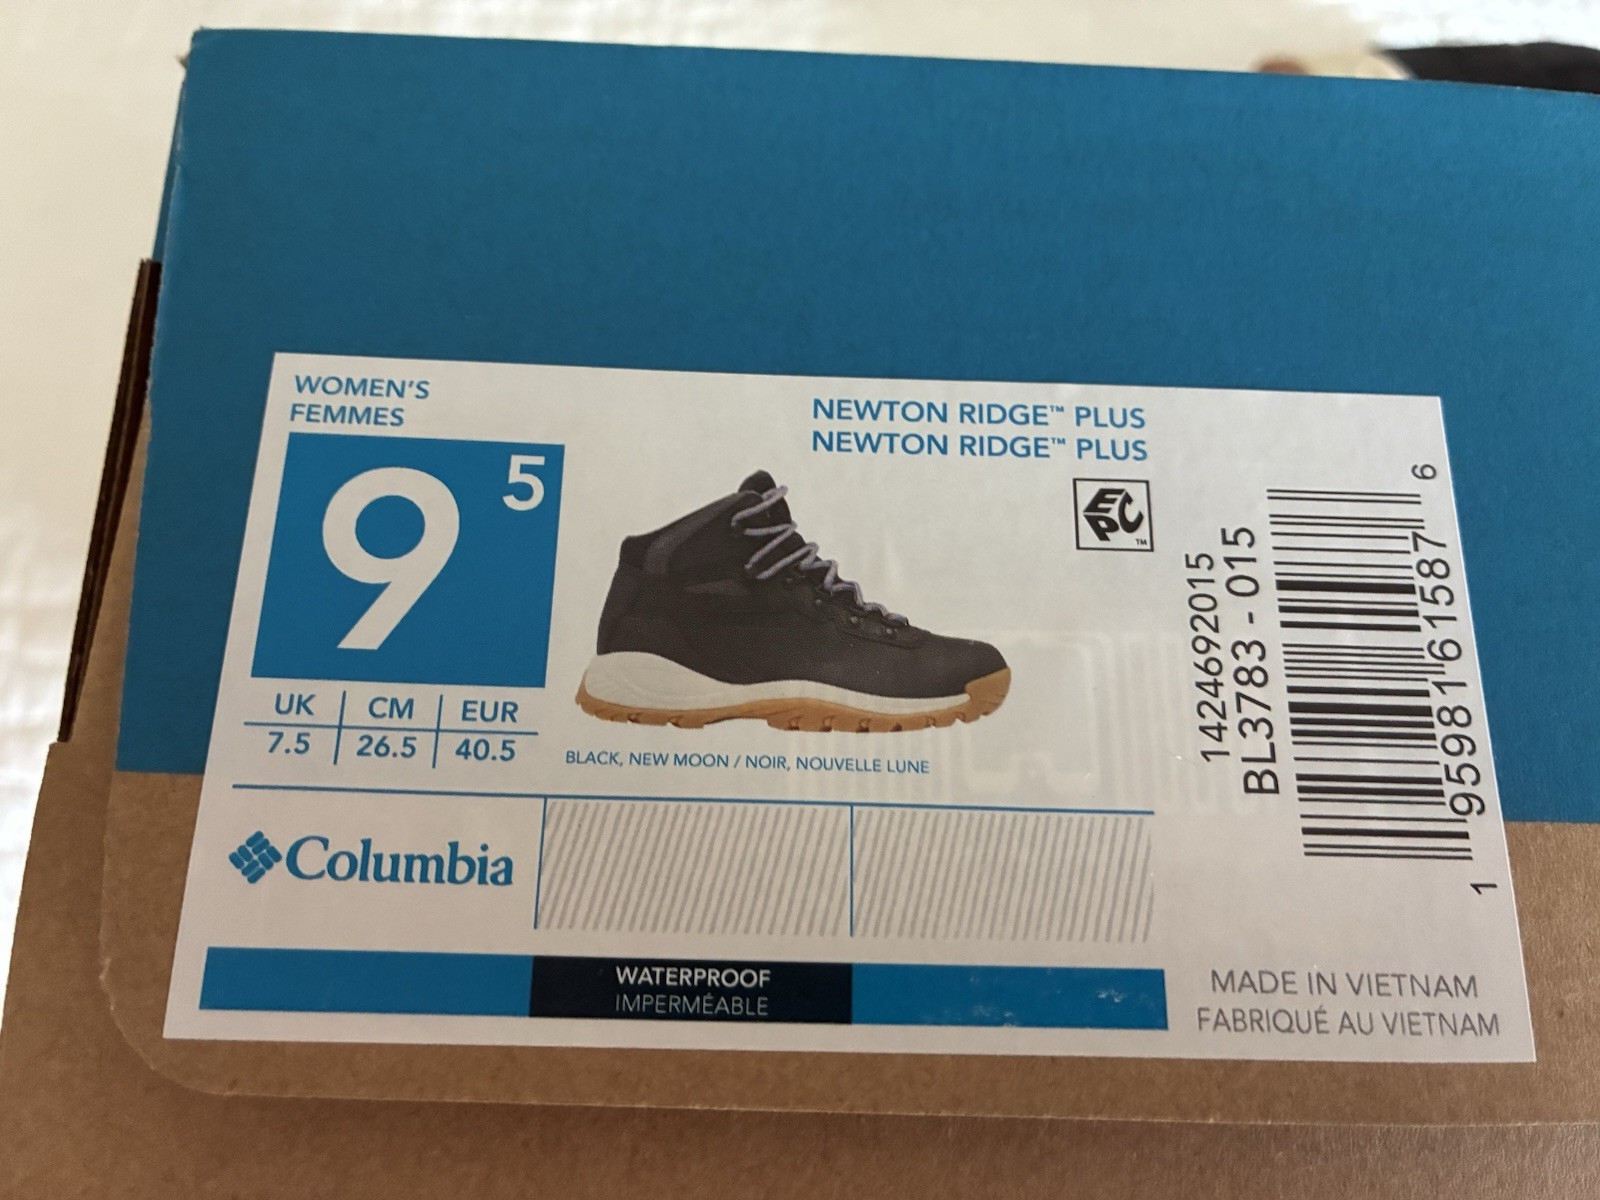 WOMEN'S
FEMMES
9 5
UK CM EUR
7.5 26.5 40.5
NEWTON RIDGE™ PLUS
NEWTON RIDGE™ PLUS
EPC™
BLACK, NEW MOON / NOIR, NOUVELLE LUNE
Columbia
WATERPROOF
IMPERMÉABLE
1424692015
BL3783 - 015
1 95981 61587 6
MADE IN VIETNAM
FABRIQUÉ AU VIETNAM